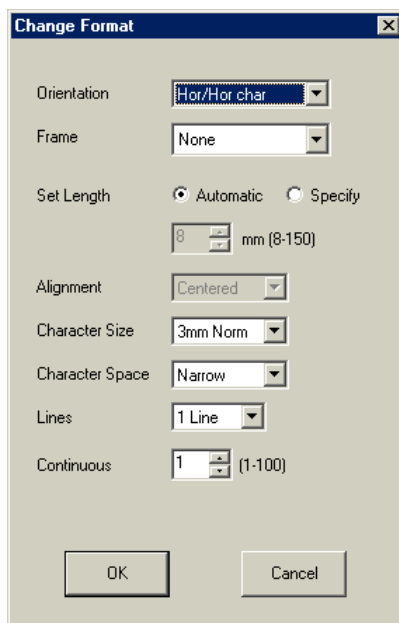 Change Format
Orientation Hor/Hor char
Frame None
Set Length Automatic Specify
8 mm (8-150)
Alignment Centered
Character Size 3mm Norm
Character Space Narrow
Lines 1 Line
Continuous 1 (1-100)
OK Cancel